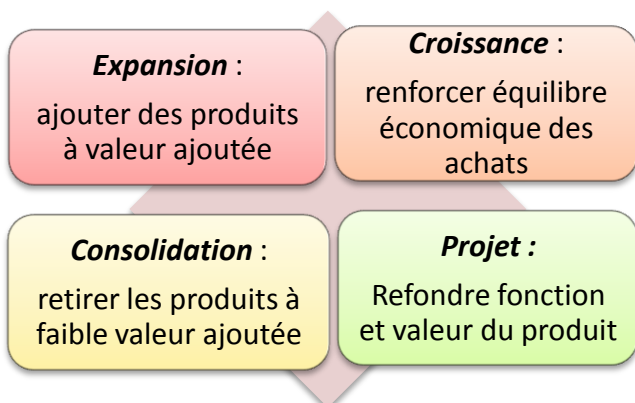 Expansion :
ajouter des produits
à valeur ajoutée
Croissance :
renforcer équilibre
économique des
achats
Consolidation :
retirer les produits à
faible valeur ajoutée
Projet :
Refondre fonction
et valeur du produit